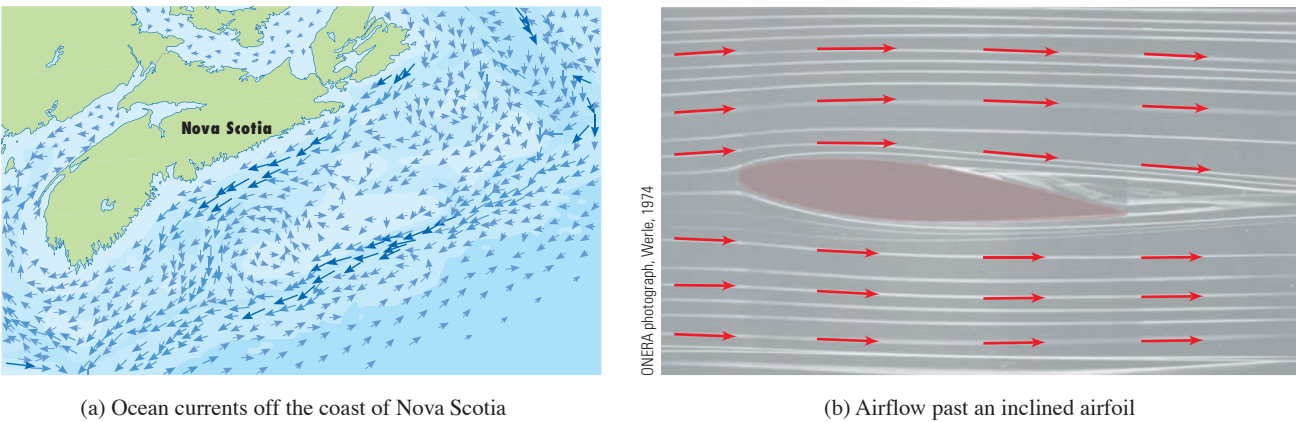 Nova Scotia
ONERA photograph, Werle, 1974
(a) Ocean currents off the coast of Nova Scotia
(b) Airflow past an inclined airfoil